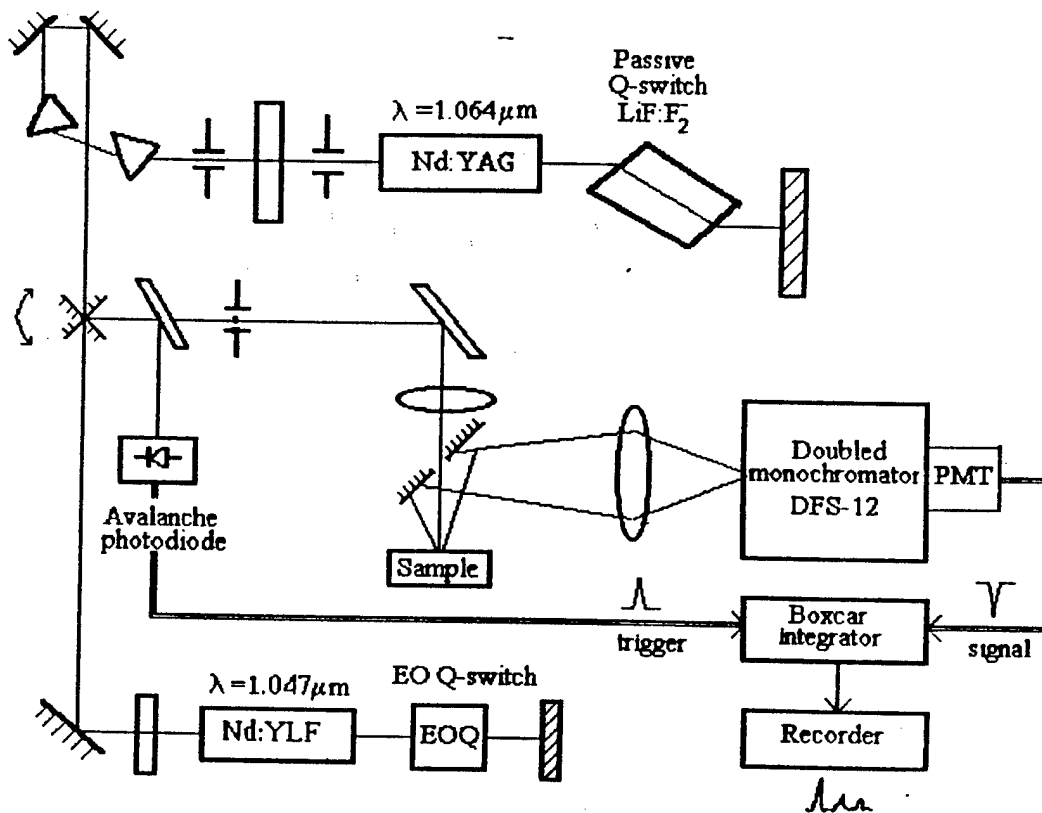 Passive
Q-switch
LiF:F₂⁻
λ=1.064μm
Nd:YAG
Doubled
monochromator
DFS-12
PMT
Avalanche
photodiode
Sample
trigger
Boxcar
integrator
signal
λ=1.047μm
EO Q-switch
Nd:YLF
EOQ
Recorder